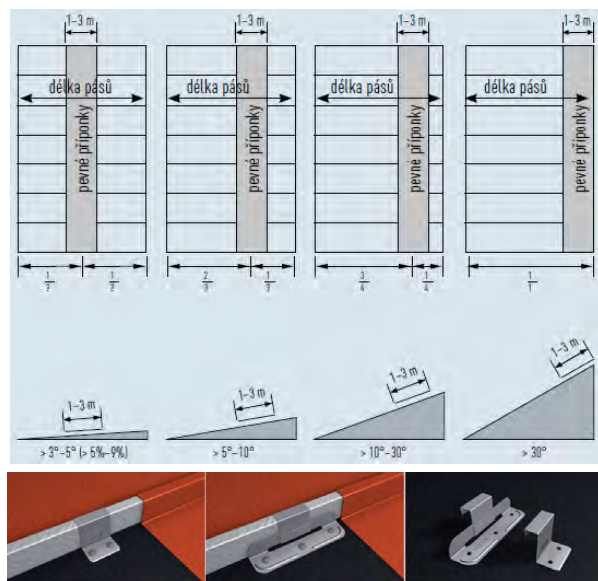 1–3 m 1–3 m 1–3 m 1–3 m
délka pásů délka pásů délka pásů délka pásů
pevné příponky pevné příponky pevné příponky pevné příponky
1/2 1/2 2/3 1/3 3/4 1/4 1/1
1–3 m 1–3 m 1–3 m 1–3 m
> 3°–5° (> 5%–9%) > 5°–10° > 10°–30° > 30°